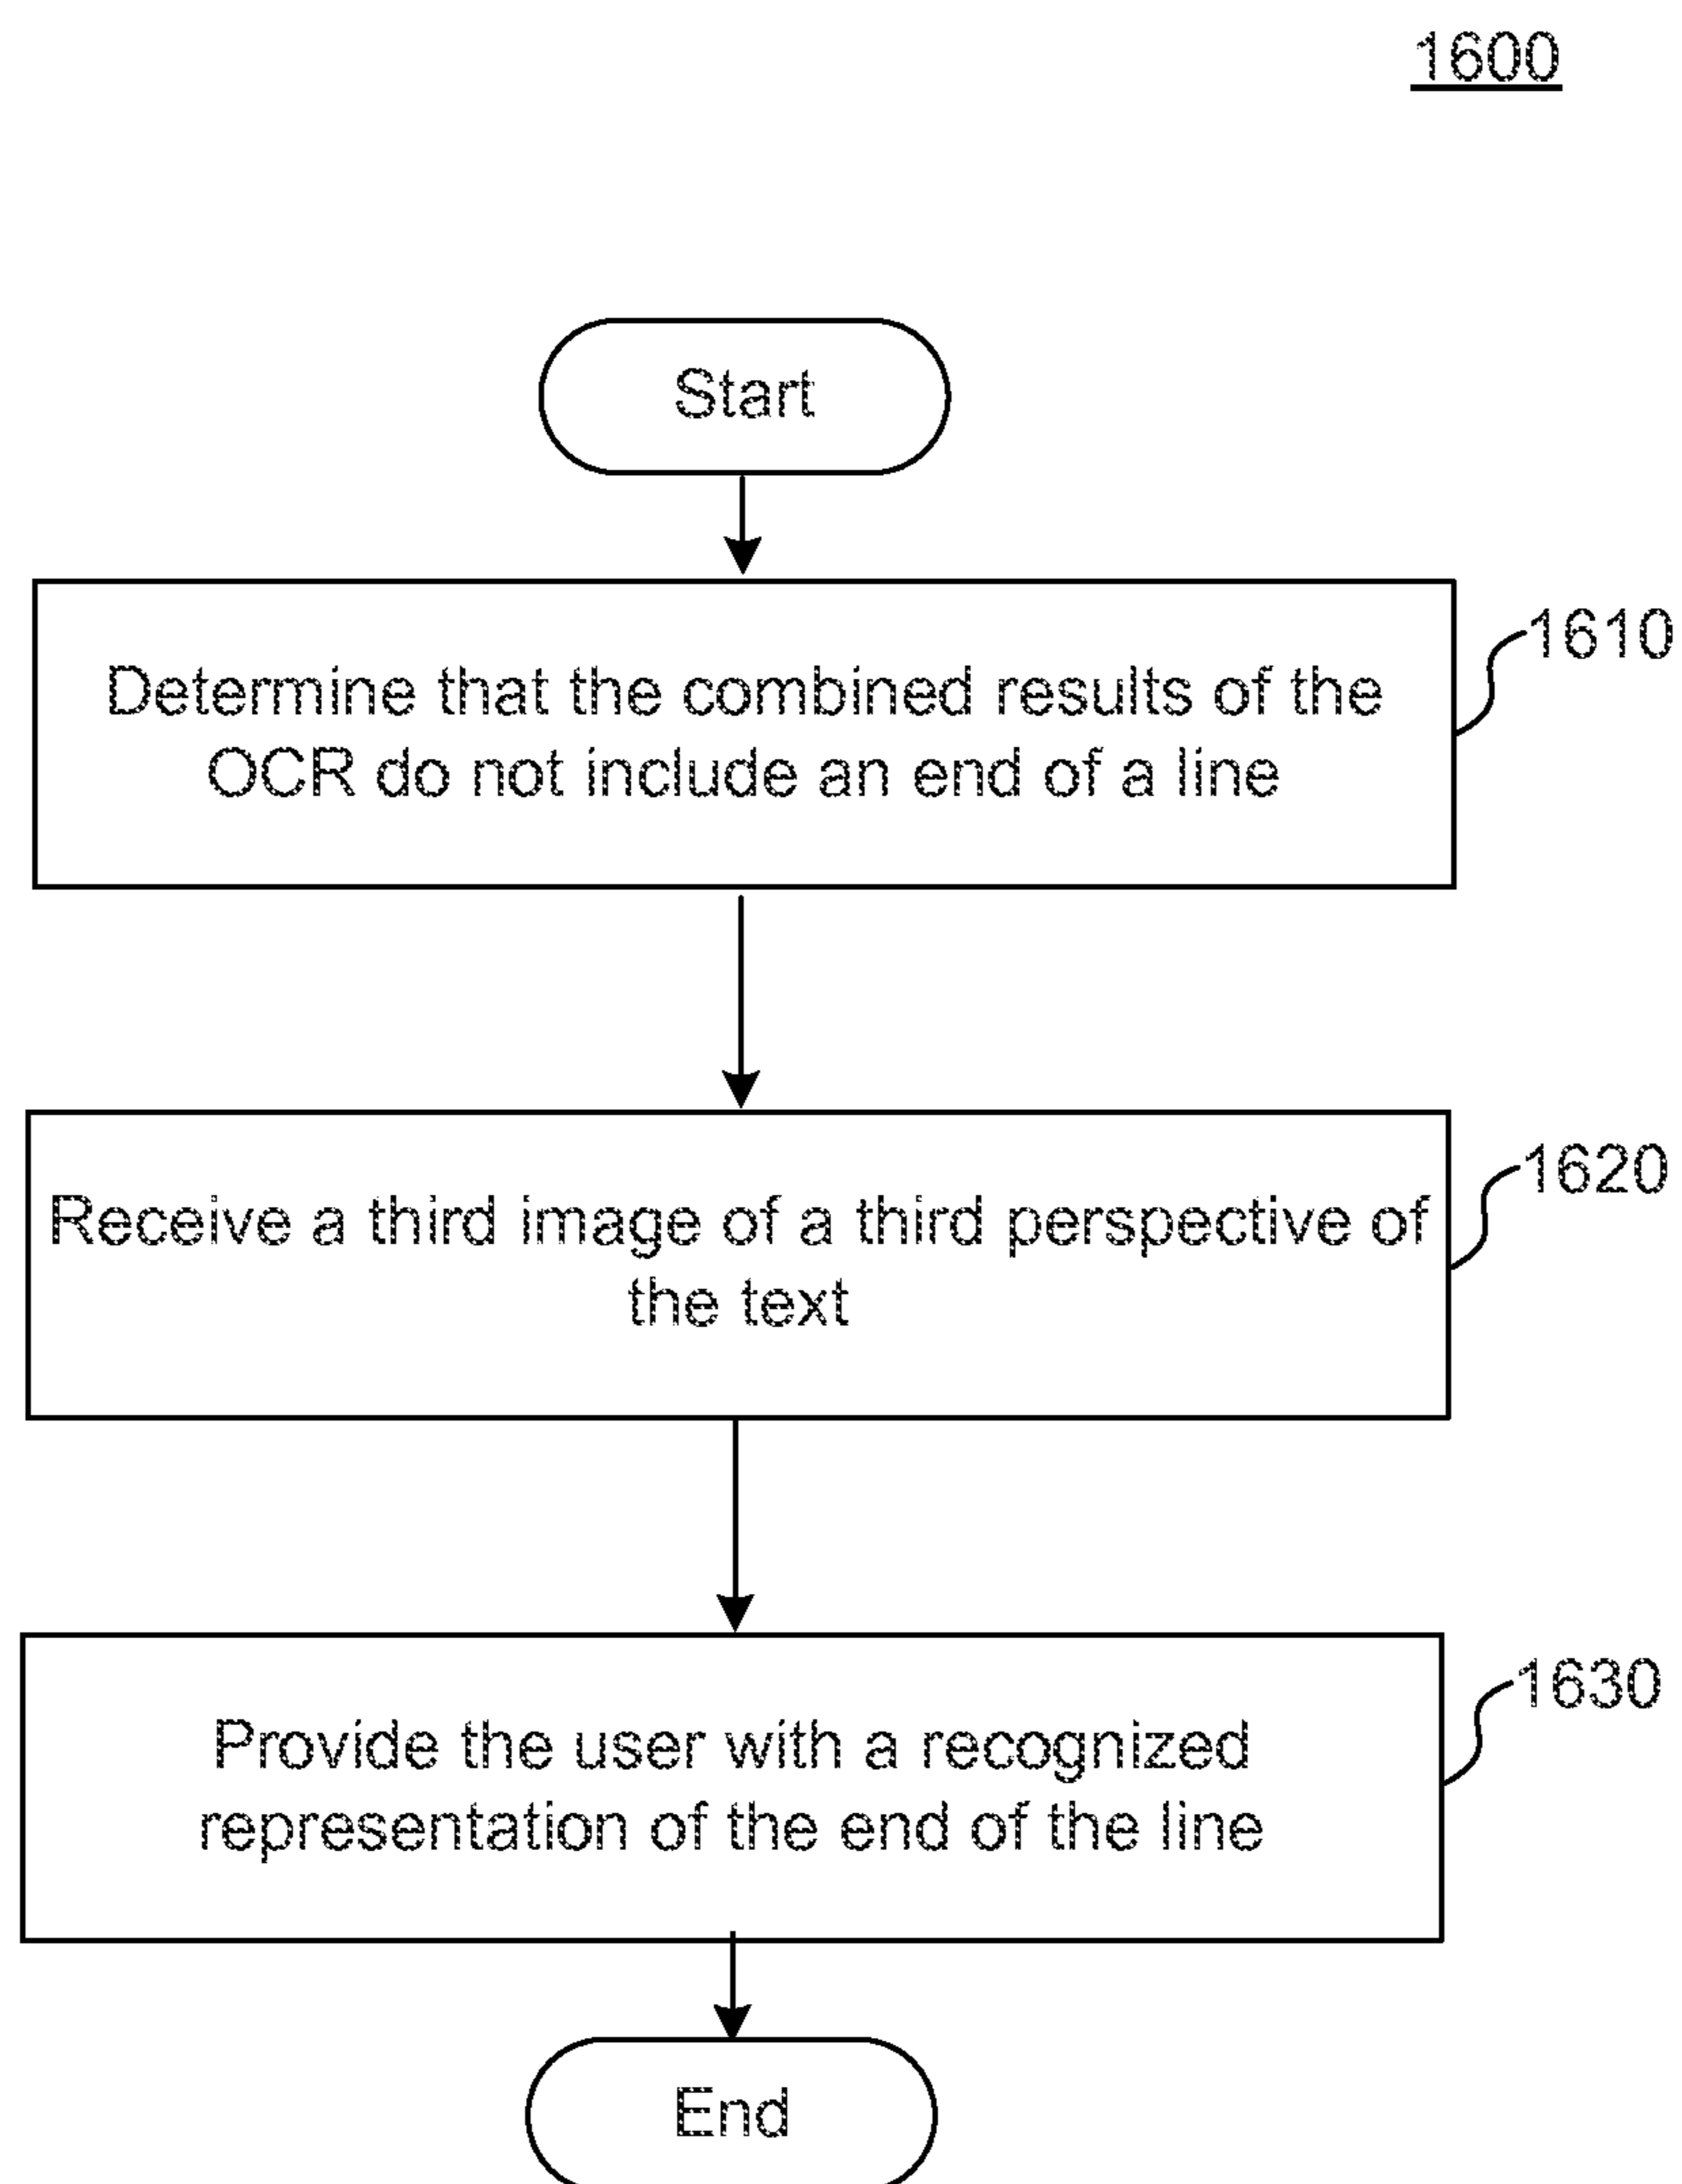 1600
Start
1610
Determine that the combined results of the
OCR do not include an end of a line
1620
Receive a third image of a third perspective of
the text
1630
Provide the user with a recognized
representation of the end of the line
End